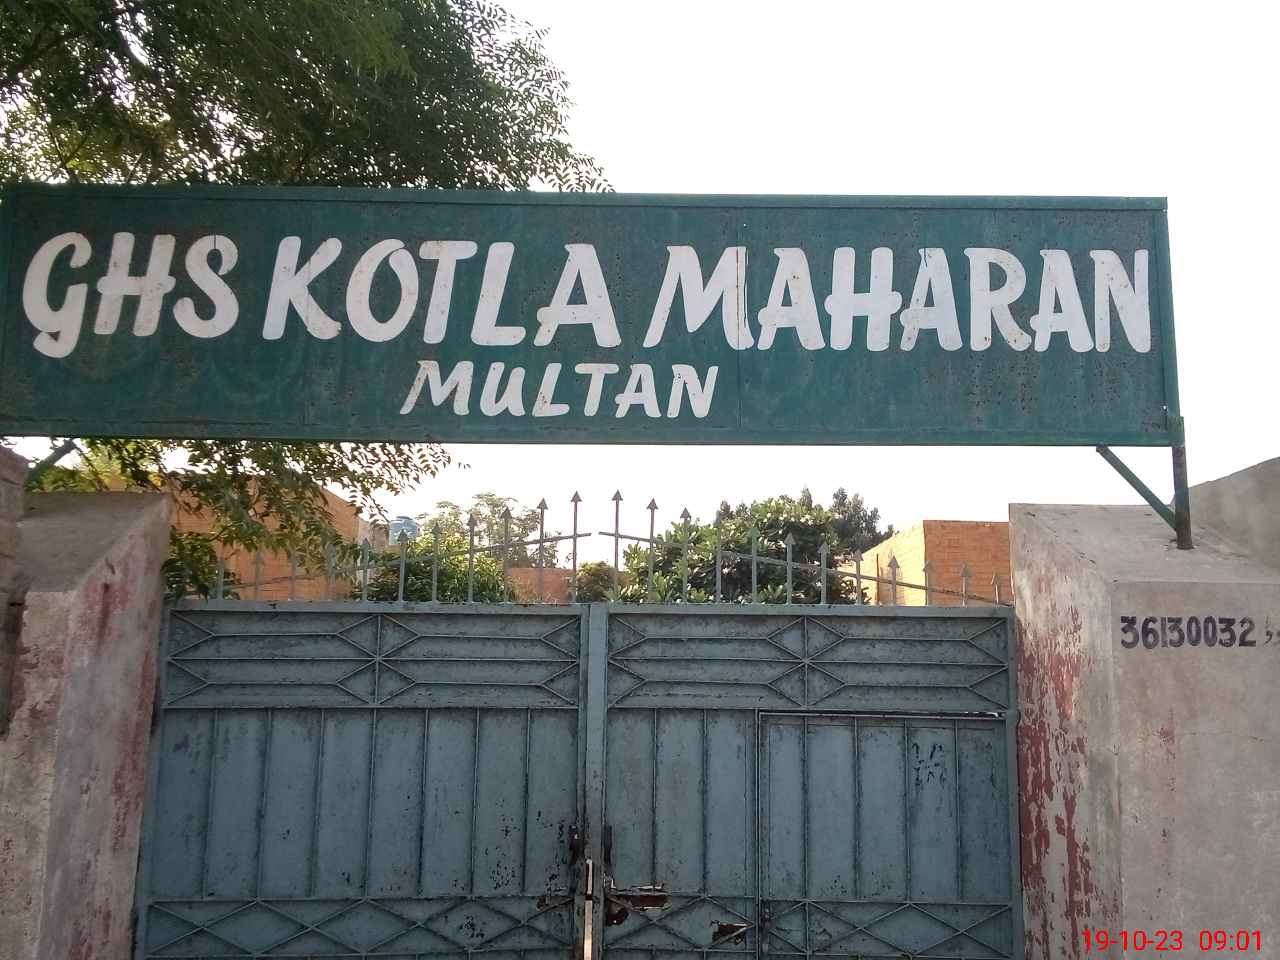 GHS KOTLA MAHARAN
MULTAN
36130032
19-10-23 09:01